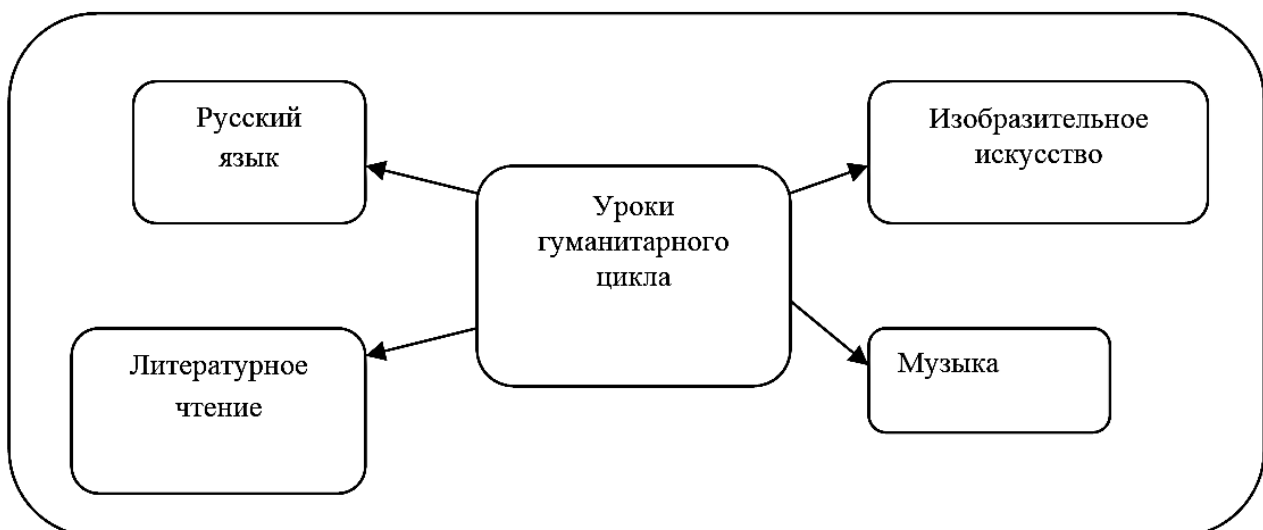 Русский
язык
Изобразительное
искусство
Уроки
гуманитарного
цикла
Литературное
чтение
Музыка